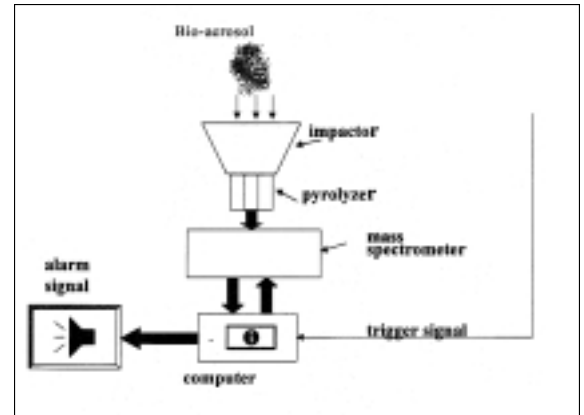 Bio-aerosol
impactor
pyrolyzer
mass
spectrometer
alarm
signal
trigger signal
computer